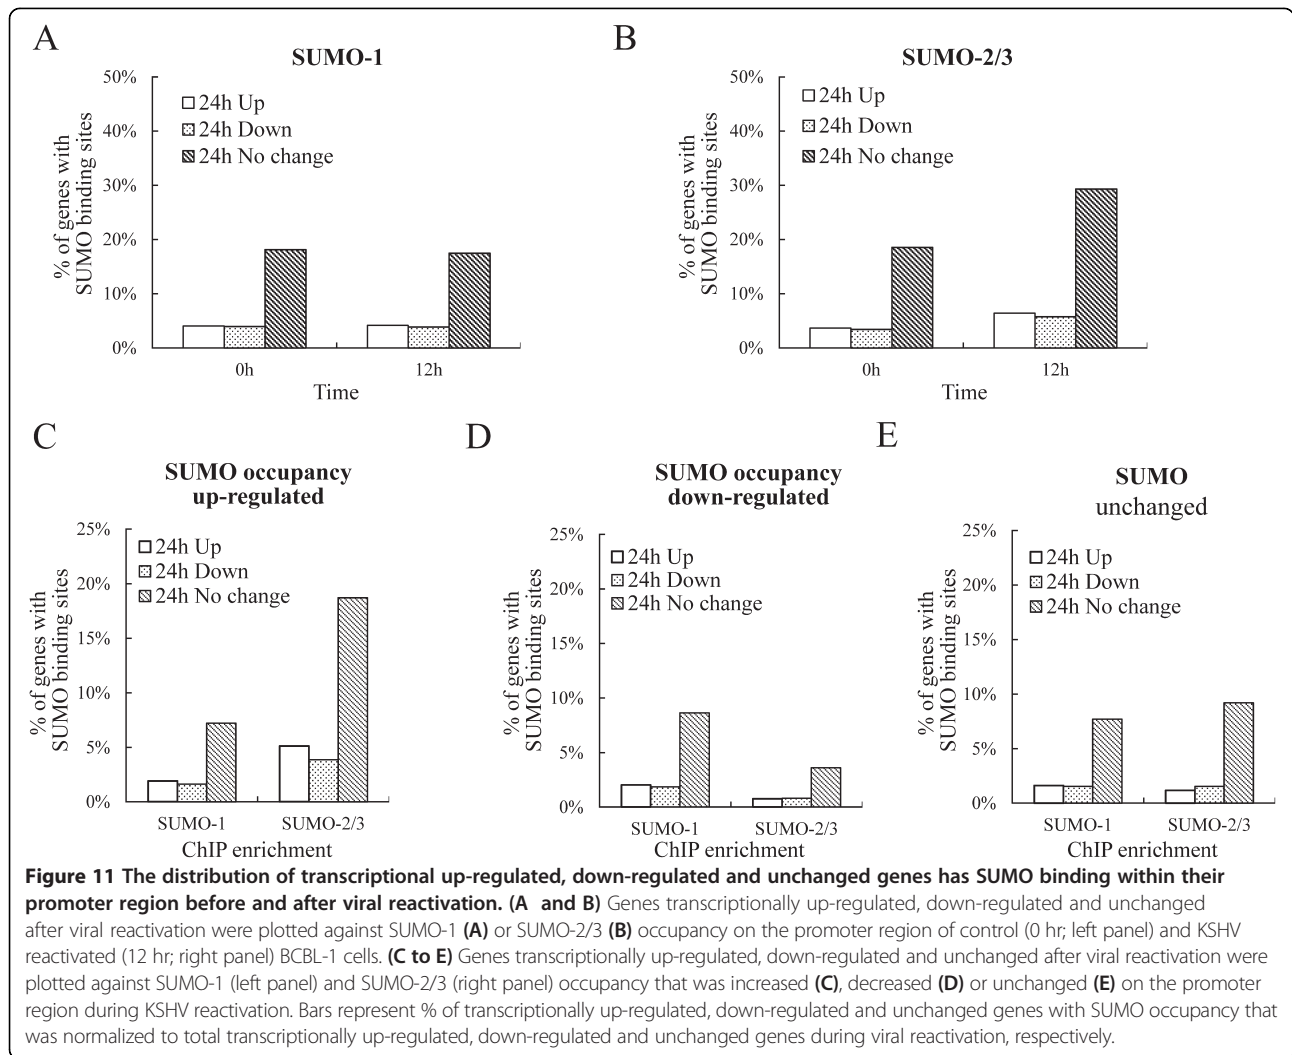 A
SUMO-1
50%
40%
30%
20%
10%
0%
% of genes with
SUMO binding sites
24h Up
24h Down
24h No change
0h
12h
Time
B
SUMO-2/3
50%
40%
30%
20%
10%
0%
% of genes with
SUMO binding sites
24h Up
24h Down
24h No change
0h
12h
Time
C
SUMO occupancy
up-regulated
25%
20%
15%
10%
5%
0%
% of genes with
SUMO binding sites
24h Up
24h Down
24h No change
SUMO-1
SUMO-2/3
ChIP enrichment
D
SUMO occupancy
down-regulated
25%
20%
15%
10%
5%
0%
% of genes with
SUMO binding sites
24h Up
24h Down
24h No change
SUMO-1
SUMO-2/3
ChIP enrichment
E
SUMO
unchanged
25%
20%
15%
10%
5%
0%
% of genes with
SUMO binding sites
24h Up
24h Down
24h No change
SUMO-1
SUMO-2/3
ChIP enrichment
Figure 11 The distribution of transcriptional up-regulated, down-regulated and unchanged genes has SUMO binding within their
promoter region before and after viral reactivation. (A and B) Genes transcriptionally up-regulated, down-regulated and unchanged
after viral reactivation were plotted against SUMO-1 (A) or SUMO-2/3 (B) occupancy on the promoter region of control (0 hr; left panel) and KSHV
reactivated (12 hr; right panel) BCBL-1 cells. (C to E) Genes transcriptionally up-regulated, down-regulated and unchanged after viral reactivation were
plotted against SUMO-1 (left panel) and SUMO-2/3 (right panel) occupancy that was increased (C), decreased (D) or unchanged (E) on the promoter
region during KSHV reactivation. Bars represent % of transcriptionally up-regulated, down-regulated and unchanged genes with SUMO occupancy that
was normalized to total transcriptionally up-regulated, down-regulated and unchanged genes during viral reactivation, respectively.